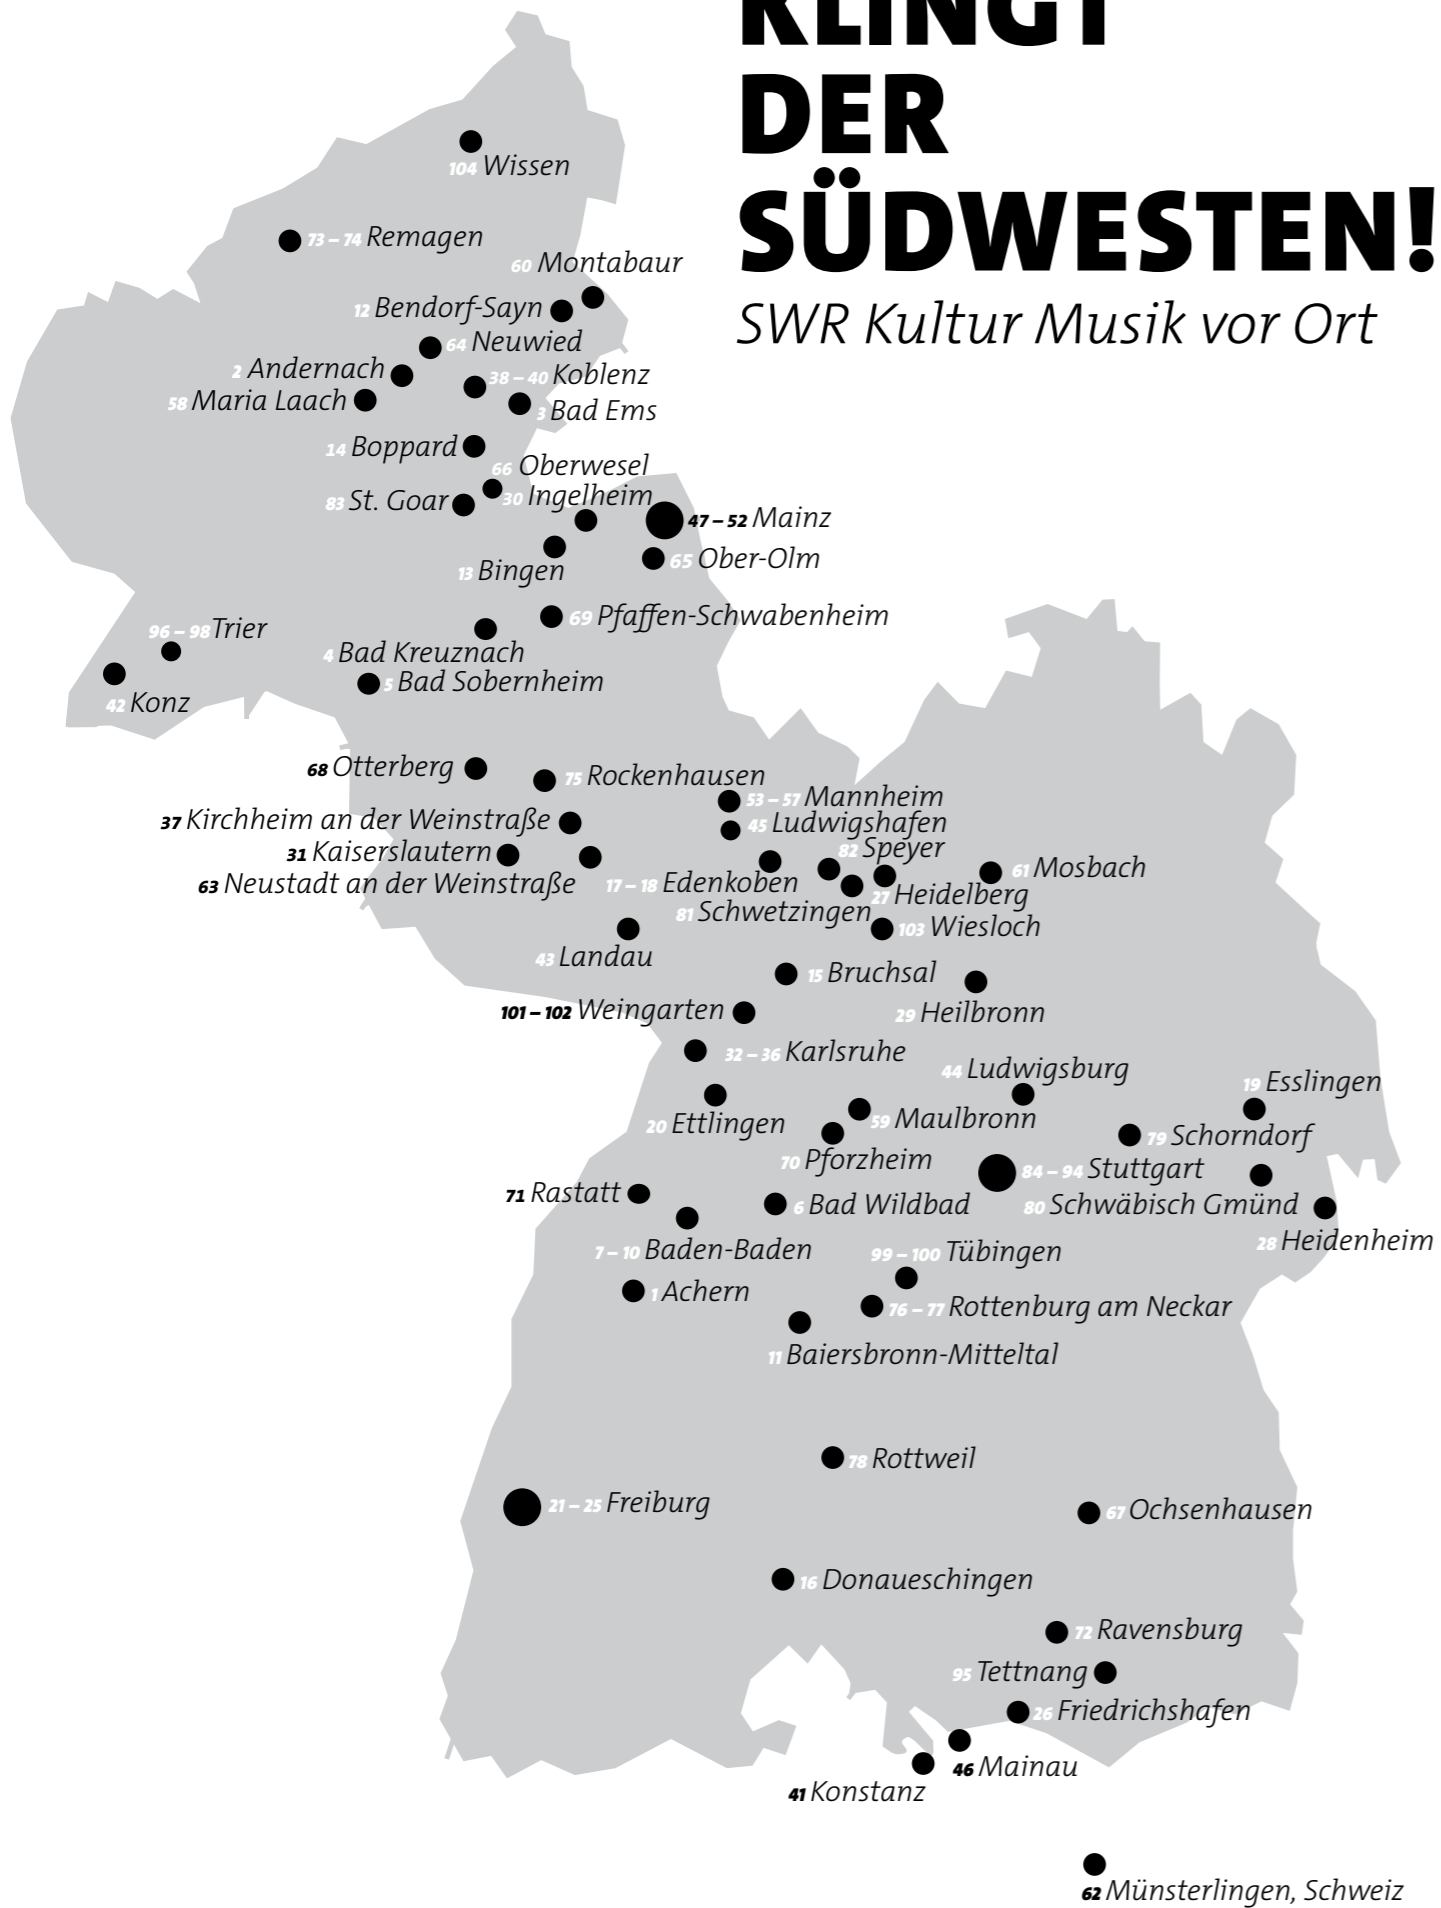 KLINGT
DER
SÜDWESTEN!
SWR Kultur Musik vor Ort
104 Wissen
73 – 74 Remagen
60 Montabaur
12 Bendorf-Sayn
64 Neuwied
2 Andernach
38 – 40 Koblenz
58 Maria Laach
3 Bad Ems
14 Boppard
66 Oberwesel
83 St. Goar
30 Ingelheim
47 – 52 Mainz
65 Ober-Olm
13 Bingen
69 Pfaffen-Schwabenheim
96 – 98 Trier
4 Bad Kreuznach
5 Bad Sobernheim
42 Konz
68 Otterberg
75 Rockenhausen
53 – 57 Mannheim
37 Kirchheim an der Weinstraße
45 Ludwigshafen
31 Kaiserslautern
82 Speyer
61 Mosbach
63 Neustadt an der Weinstraße
17 – 18 Edenkoben
27 Heidelberg
81 Schwetzingen
103 Wiesloch
43 Landau
15 Bruchsal
101 – 102 Weingarten
29 Heilbronn
32 – 36 Karlsruhe
44 Ludwigsburg
19 Esslingen
20 Ettlingen
59 Maulbronn
79 Schorndorf
70 Pforzheim
84 – 94 Stuttgart
71 Rastatt
6 Bad Wildbad
80 Schwäbisch Gmünd
28 Heidenheim
7 – 10 Baden-Baden
99 – 100 Tübingen
1 Achern
76 – 77 Rottenburg am Neckar
11 Baiersbronn-Mitteltal
78 Rottweil
21 – 25 Freiburg
67 Ochsenhausen
16 Donaueschingen
72 Ravensburg
95 Tettnang
26 Friedrichshafen
46 Mainau
41 Konstanz
62 Münsterlingen, Schweiz